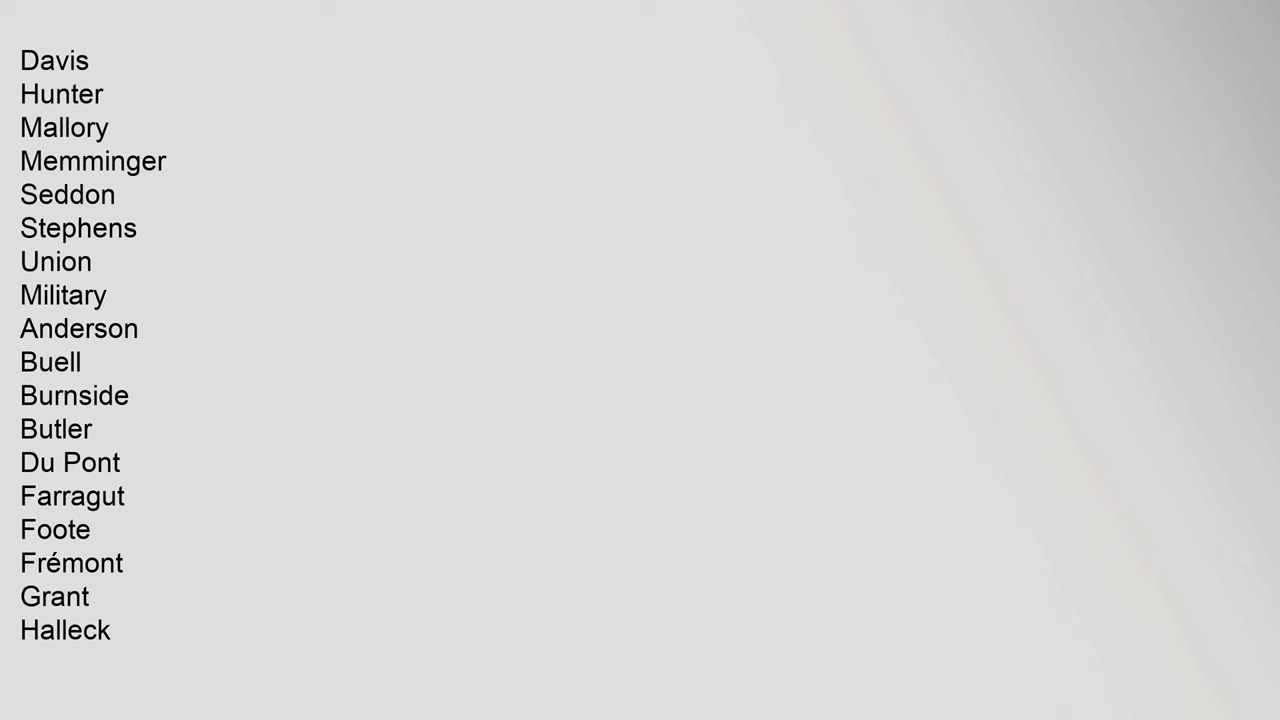 Davis
Hunter
Mallory
Memminger
Seddon
Stephens
Union
Military
Anderson
Buell
Burnside
Butler
Du Pont
Farragut
Foote
Frémont
Grant
Halleck